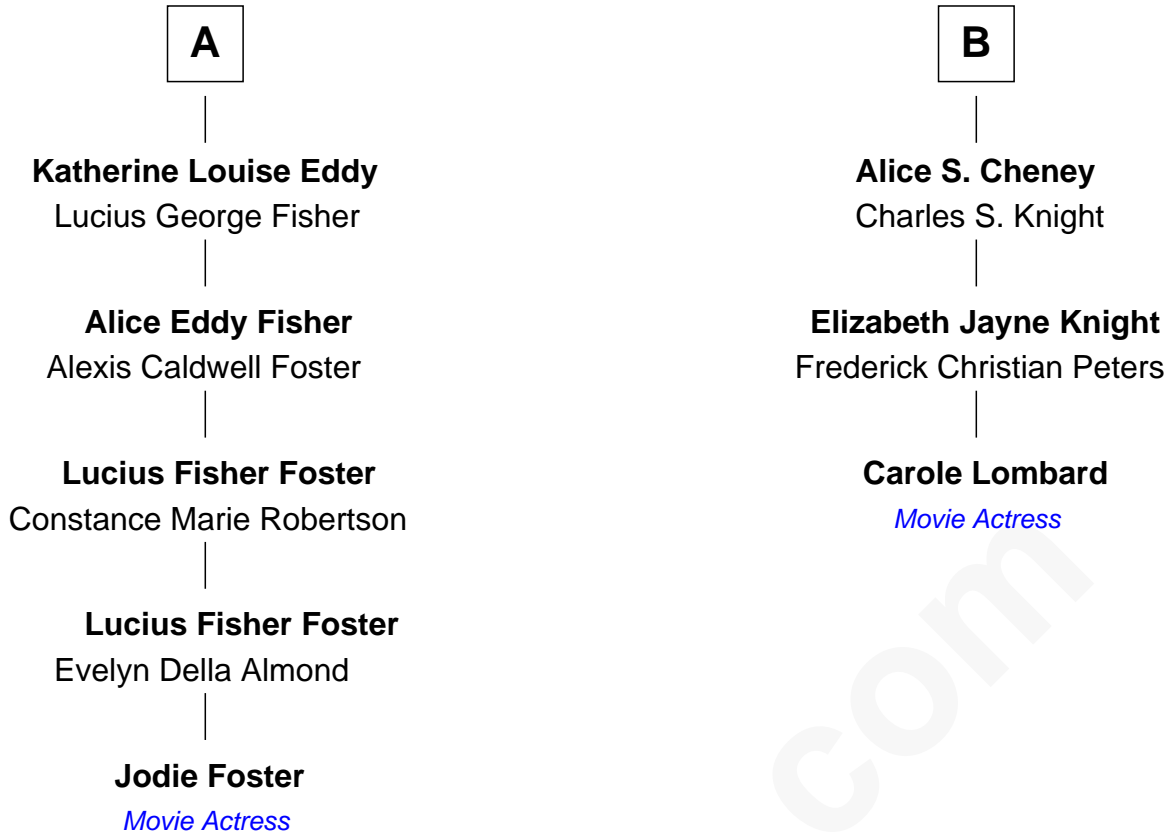 A
Katherine Louise Eddy
Lucius George Fisher
Alice Eddy Fisher
Alexis Caldwell Foster
Lucius Fisher Foster
Constance Marie Robertson
Lucius Fisher Foster
Evelyn Della Almond
Jodie Foster
Movie Actress
B
Alice S. Cheney
Charles S. Knight
Elizabeth Jayne Knight
Frederick Christian Peters
Carole Lombard
Movie Actress
com